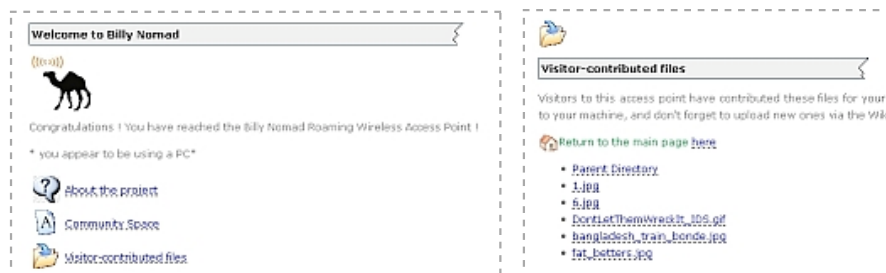 Welcome to Billy Nomad
Congratulations ! You have reached the Billy Nomad Roaming Wireless Access Point !
* you appear to be using a PC*
About the project
Community Space
Visitor-contributed files
Visitor-contributed files
Visitors to this access point have contributed these files for your
to your machine, and don't forget to upload new ones via the Wik
Return to the main page here
Parent Directory
1.jpg
6.jpg
DontLetThemWreckIt_IDS.gif
bangladesh_train_bonde.jpg
fat_betters.jpg